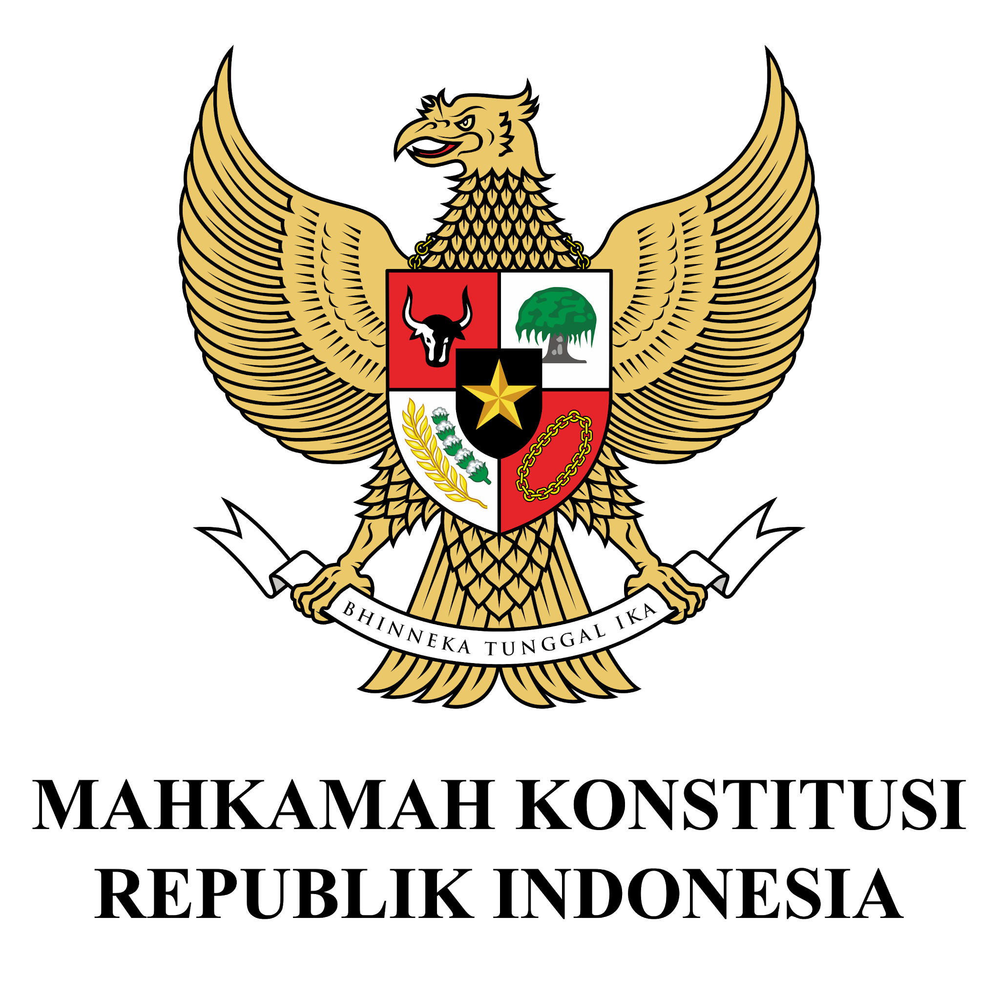 BHINNEKA TUNGGAL IKA
MAHKAMAH KONSTITUSI
REPUBLIK INDONESIA